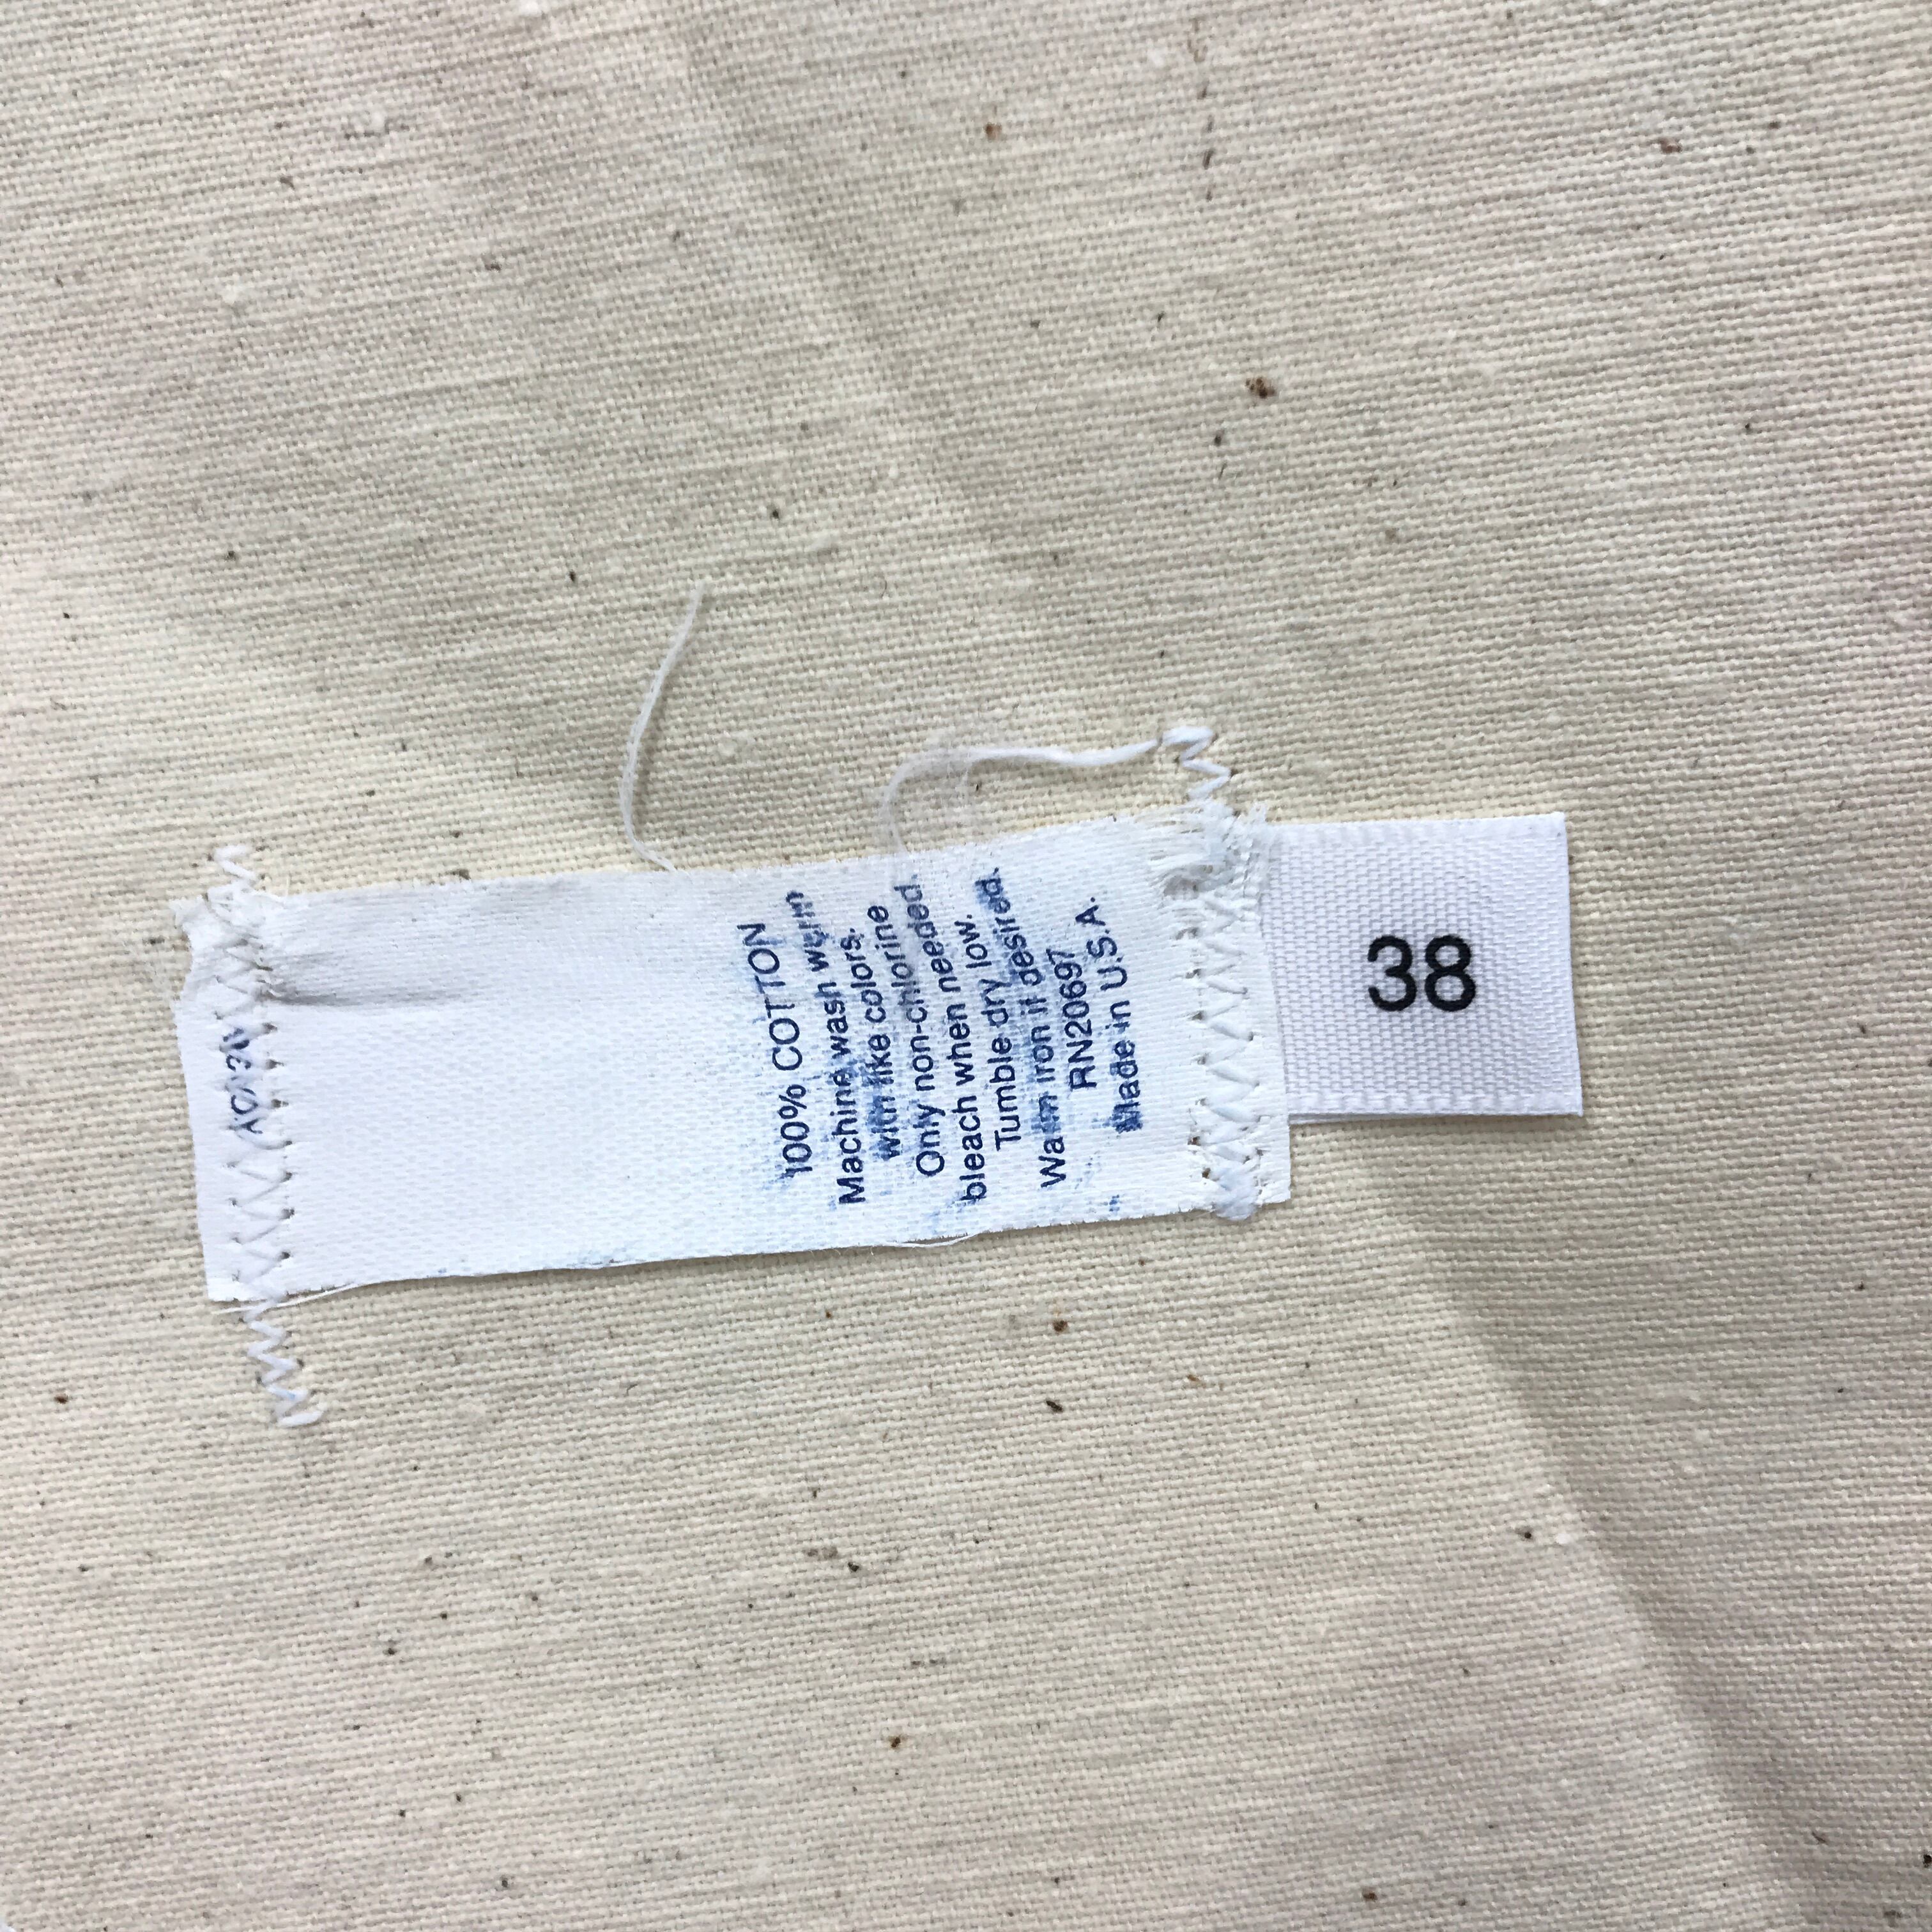 100% COTTON
Machine wash warm
with like colors.
Only non-chlorine
bleach when needed.
Tumble dry low.
Warm iron if desired.
RN20697
Made in U.S.A.
38